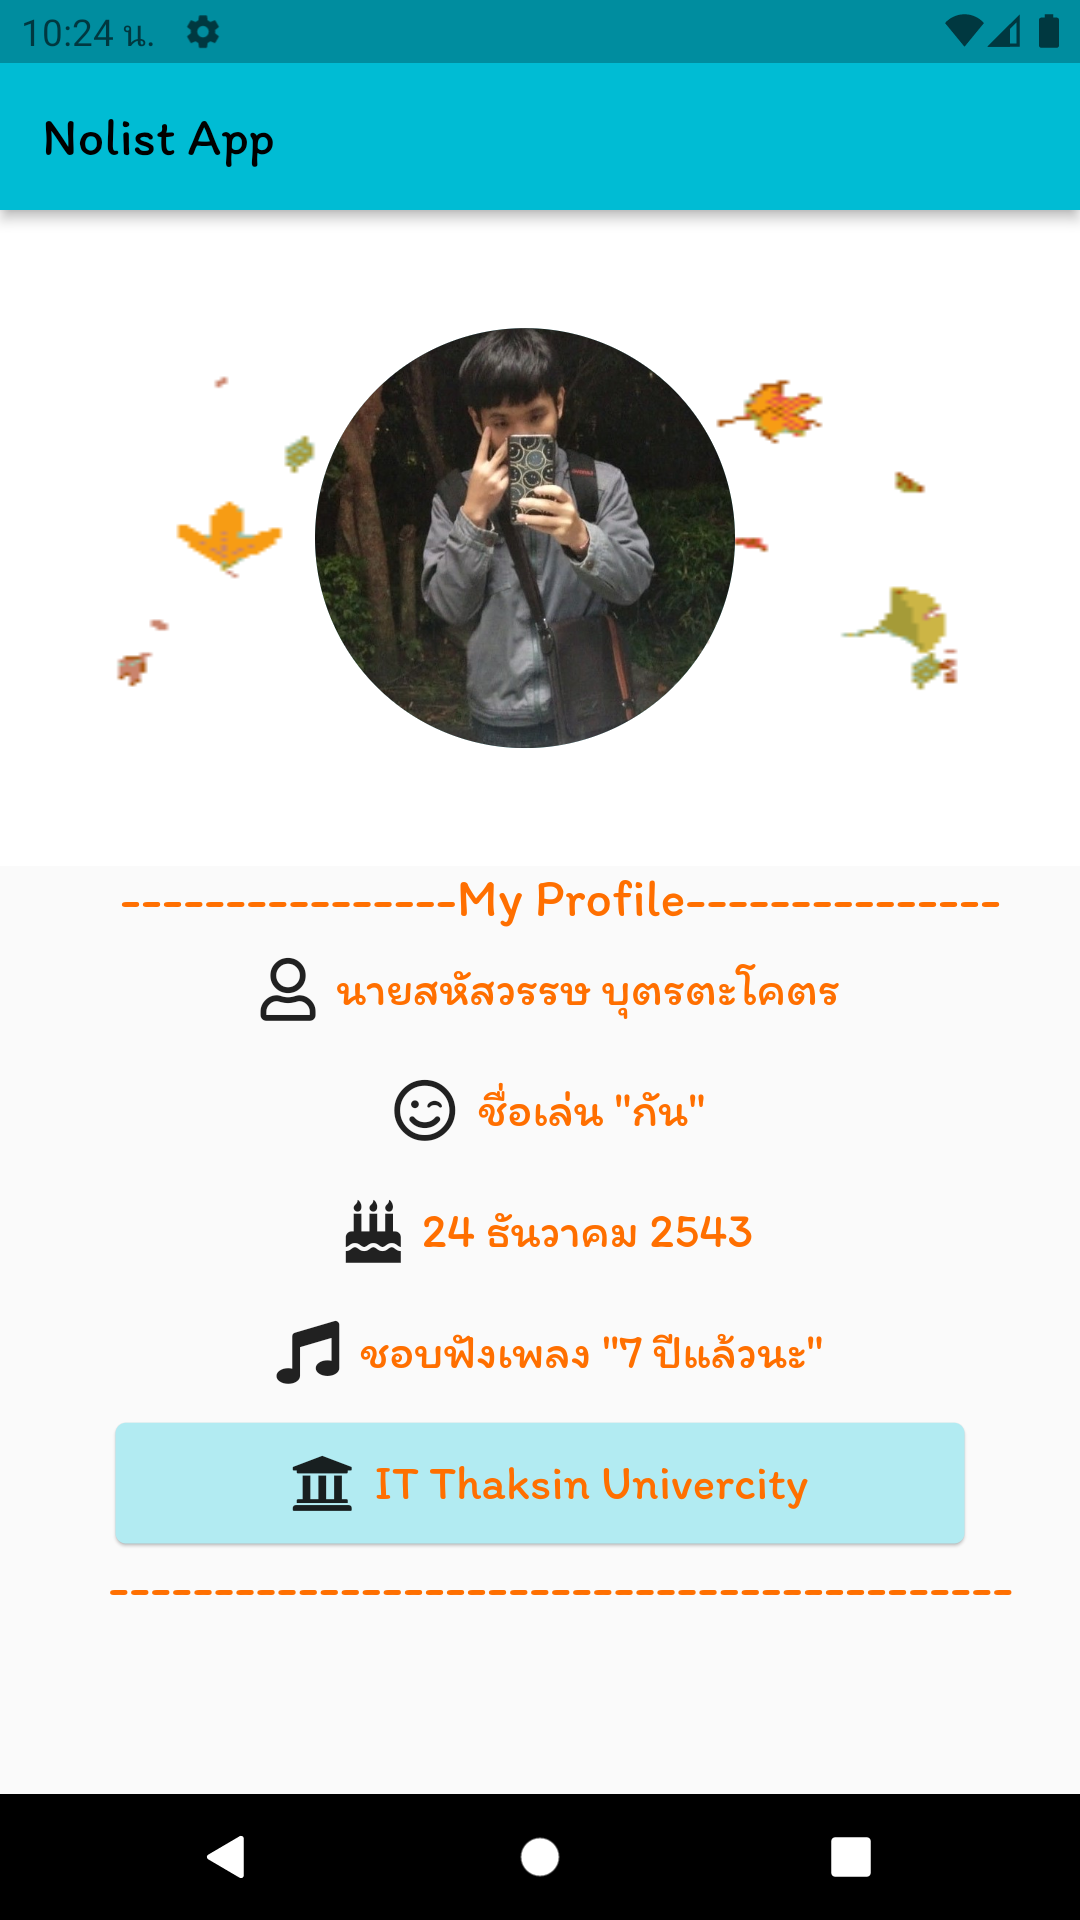 10:24 น.
Nolist App
----------------My Profile---------------
นายสหัสวรรษ บุตรตะโคตร
ชื่อเล่น "กัน"
24 ธันวาคม 2543
ชอบฟังเพลง "7 ปีแล้วนะ"
IT Thaksin Univercity
-------------------------------------------